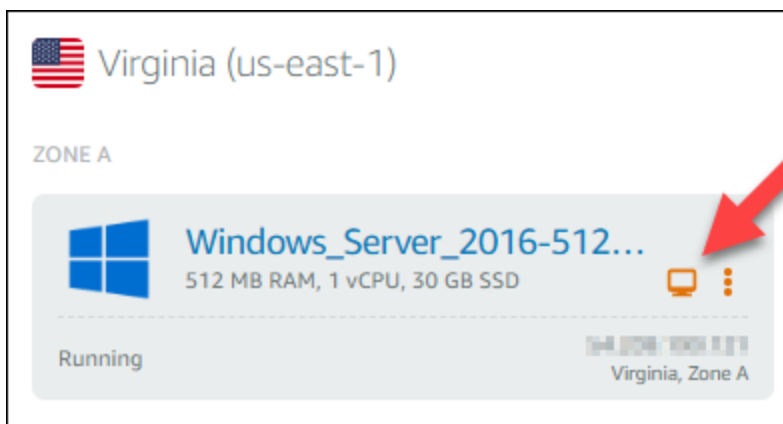 Virginia (us-east-1)
ZONE A
Windows_Server_2016-512...
512 MB RAM, 1 vCPU, 30 GB SSD
Running
Virginia, Zone A